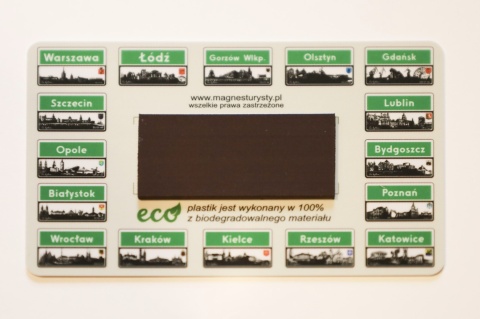 Warszawa
Łódź
Gorzów Wlkp.
Olsztyn
Gdańsk
Szczecin
www.magnesturysty.pl
wszelkie prawa zastrzeżone
Lublin
Opole
Bydgoszcz
Białystok
Poznań
eco
plastik jest wykonany w 100%
z biodegradowalnego materiału
Wrocław
Kraków
Kielce
Rzeszów
Katowice